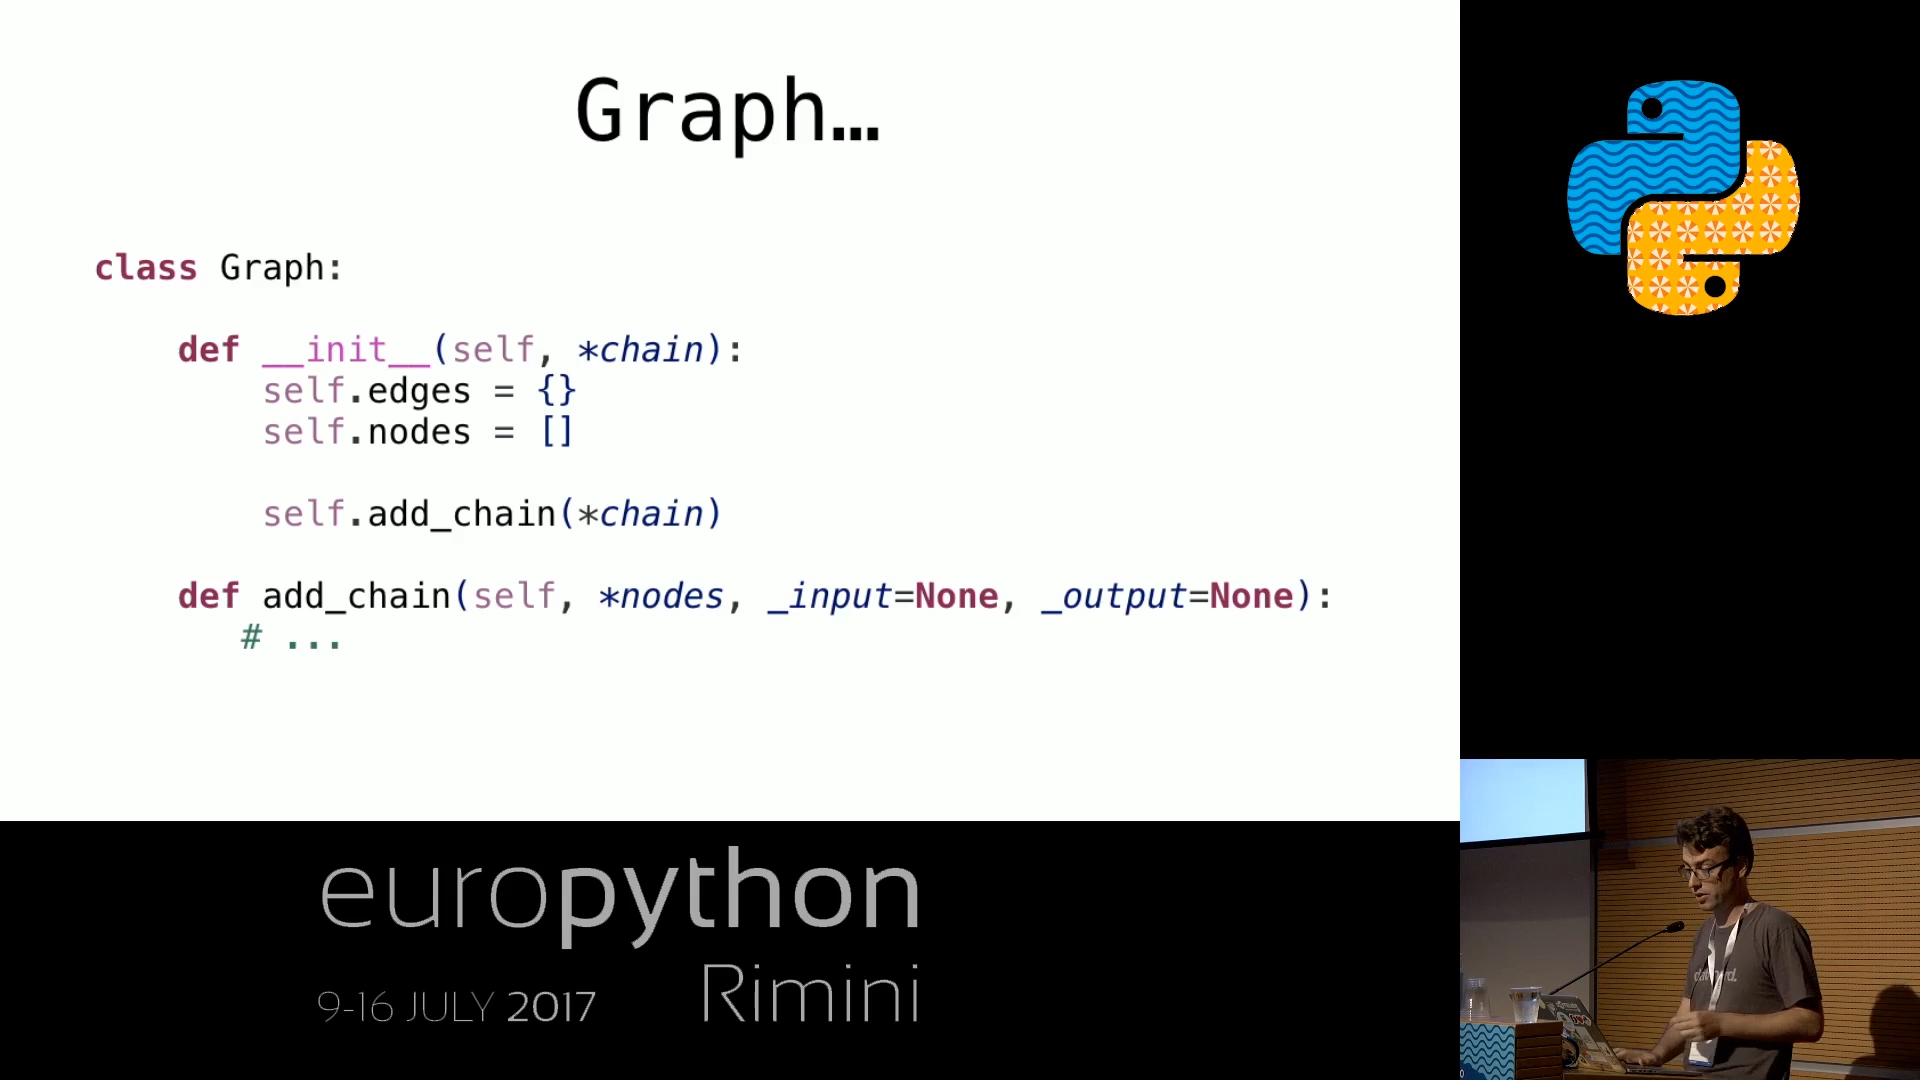 Graph…
class Graph:
def __init__(self, *chain):
self.edges = {}
self.nodes = []
self.add_chain(*chain)
def add_chain(self, *nodes, _input=None, _output=None):
# ...
europython
9-16 JULY 2017 Rimini